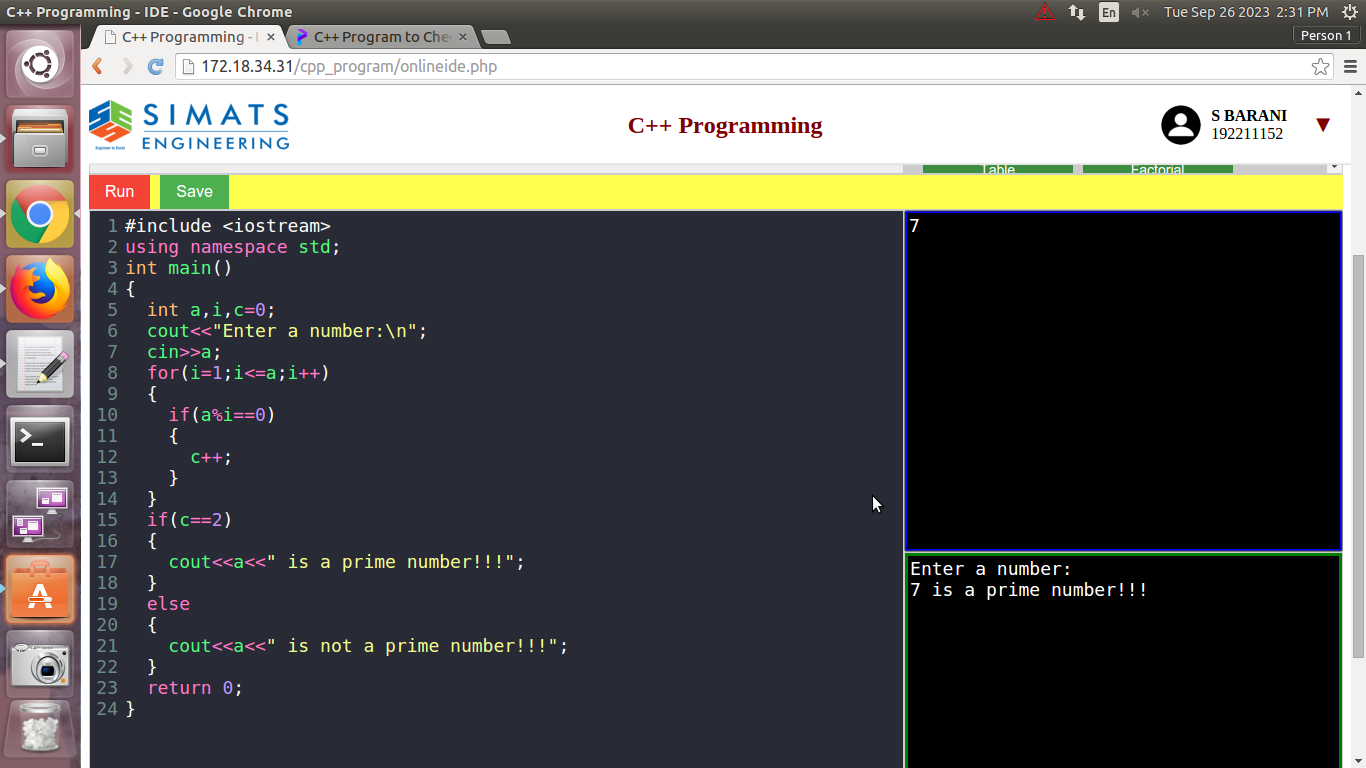 C++ Programming - IDE - Google Chrome
En
Tue Sep 26 2023 2:31 PM
C++ Programming - I
C++ Program to Che
Person 1
172.18.34.31/cpp_program/onlineide.php
SIMATS
ENGINEERING
Engineer to Excel
C++ Programming
S BARANI
192211152
Table
Factorial
Run
Save
1 #include <iostream>
2 using namespace std;
3 int main()
4 {
5   int a,i,c=0;
6   cout<<"Enter a number:\n";
7   cin>>a;
8   for(i=1;i<=a;i++)
9   {
10     if(a%i==0)
11     {
12       c++;
13     }
14   }
15   if(c==2)
16   {
17     cout<<a<<" is a prime number!!!";
18   }
19   else
20   {
21     cout<<a<<" is not a prime number!!!";
22   }
23   return 0;
24 }
7
Enter a number:
7 is a prime number!!!